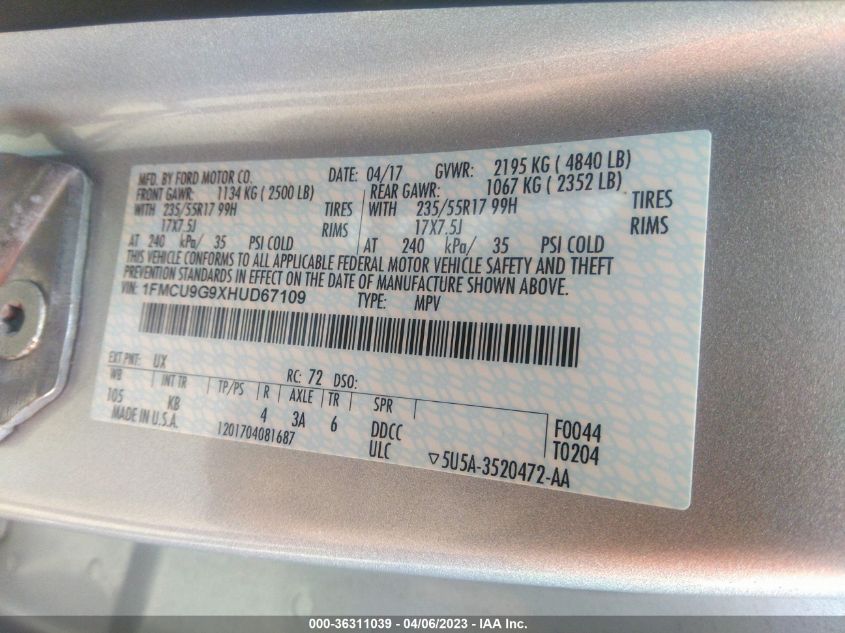 MFD. BY FORD MOTOR CO. DATE: 04/17 GVWR: 2195 KG ( 4840 LB)
FRONT GAWR: 1134 KG ( 2500 LB) REAR GAWR: 1067 KG ( 2352 LB)
WITH 235/55R17 99H TIRES WITH 235/55R17 99H TIRES
17X7.5J RIMS 17X7.5J RIMS
AT 240 kPa/ 35 PSI COLD AT 240 kPa/ 35 PSI COLD
THIS VEHICLE CONFORMS TO ALL APPLICABLE FEDERAL MOTOR VEHICLE SAFETY AND THEFT
PREVENTION STANDARDS IN EFFECT ON THE DATE OF MANUFACTURE SHOWN ABOVE.
VIN: 1FMCU9G9XHUD67109 TYPE: MPV
EXT PNT: UX RC: 72 DSO:
WB INT TR TP/PS R AXLE TR SPR
105 KB 4 3A 6 DDCC F0044
MADE IN U.S.A. 1201704081687 ULC T0204
▽5U5A-3520472-AA
000-36311039 - 04/06/2023 - IAA Inc.